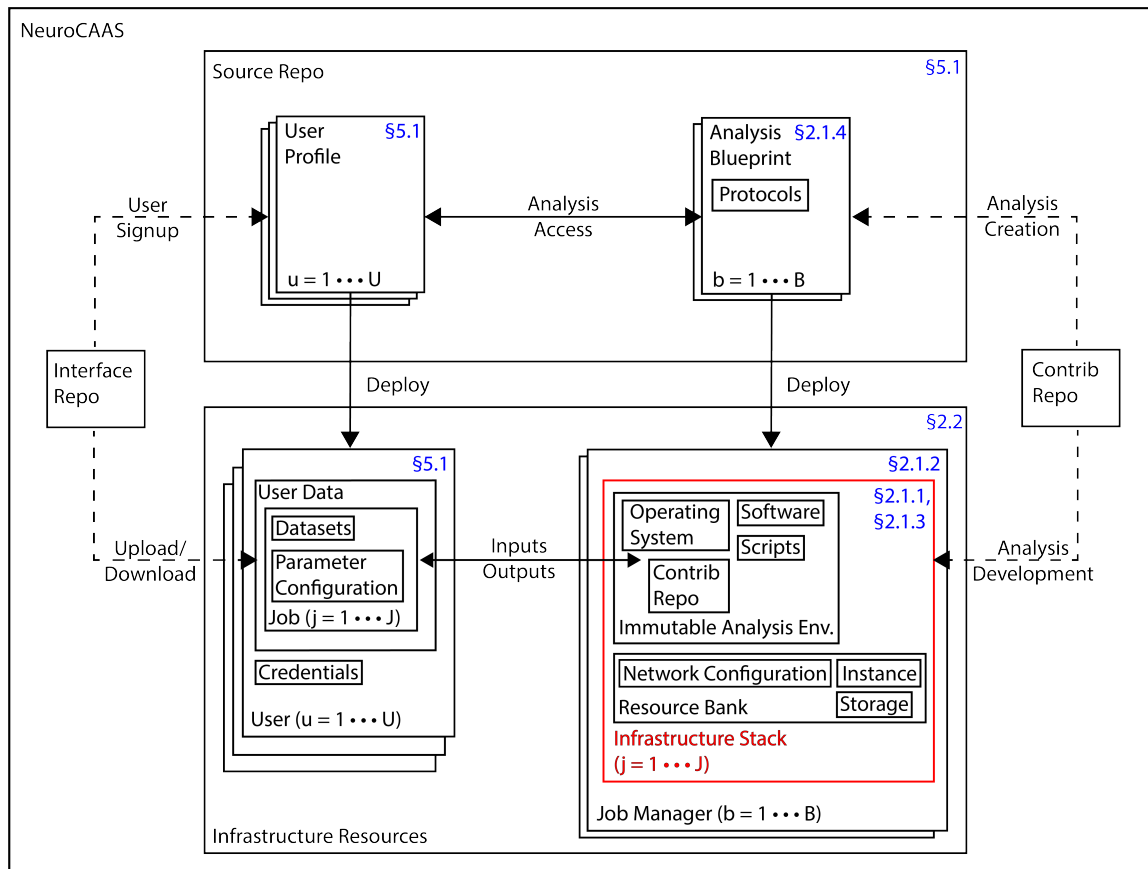 NeuroCAAS
Source Repo
§5.1
User
Profile
§5.1
u = 1 • • • U
Analysis
Blueprint
§2.1.4
Protocols
b = 1 • • • B
User
Signup
Analysis
Access
Analysis
Creation
Interface
Repo
Contrib
Repo
Deploy
Deploy
§2.2
§5.1
User Data
Datasets
Parameter
Configuration
Job (j = 1 • • • J)
Credentials
User (u = 1 • • • U)
Upload/
Download
Inputs
Outputs
§2.1.2
§2.1.1,
§2.1.3
Operating
System
Software
Scripts
Contrib
Repo
Immutable Analysis Env.
Network Configuration
Instance
Storage
Resource Bank
Infrastructure Stack
(j = 1 • • • J)
Job Manager (b = 1 • • • B)
Analysis
Development
Infrastructure Resources